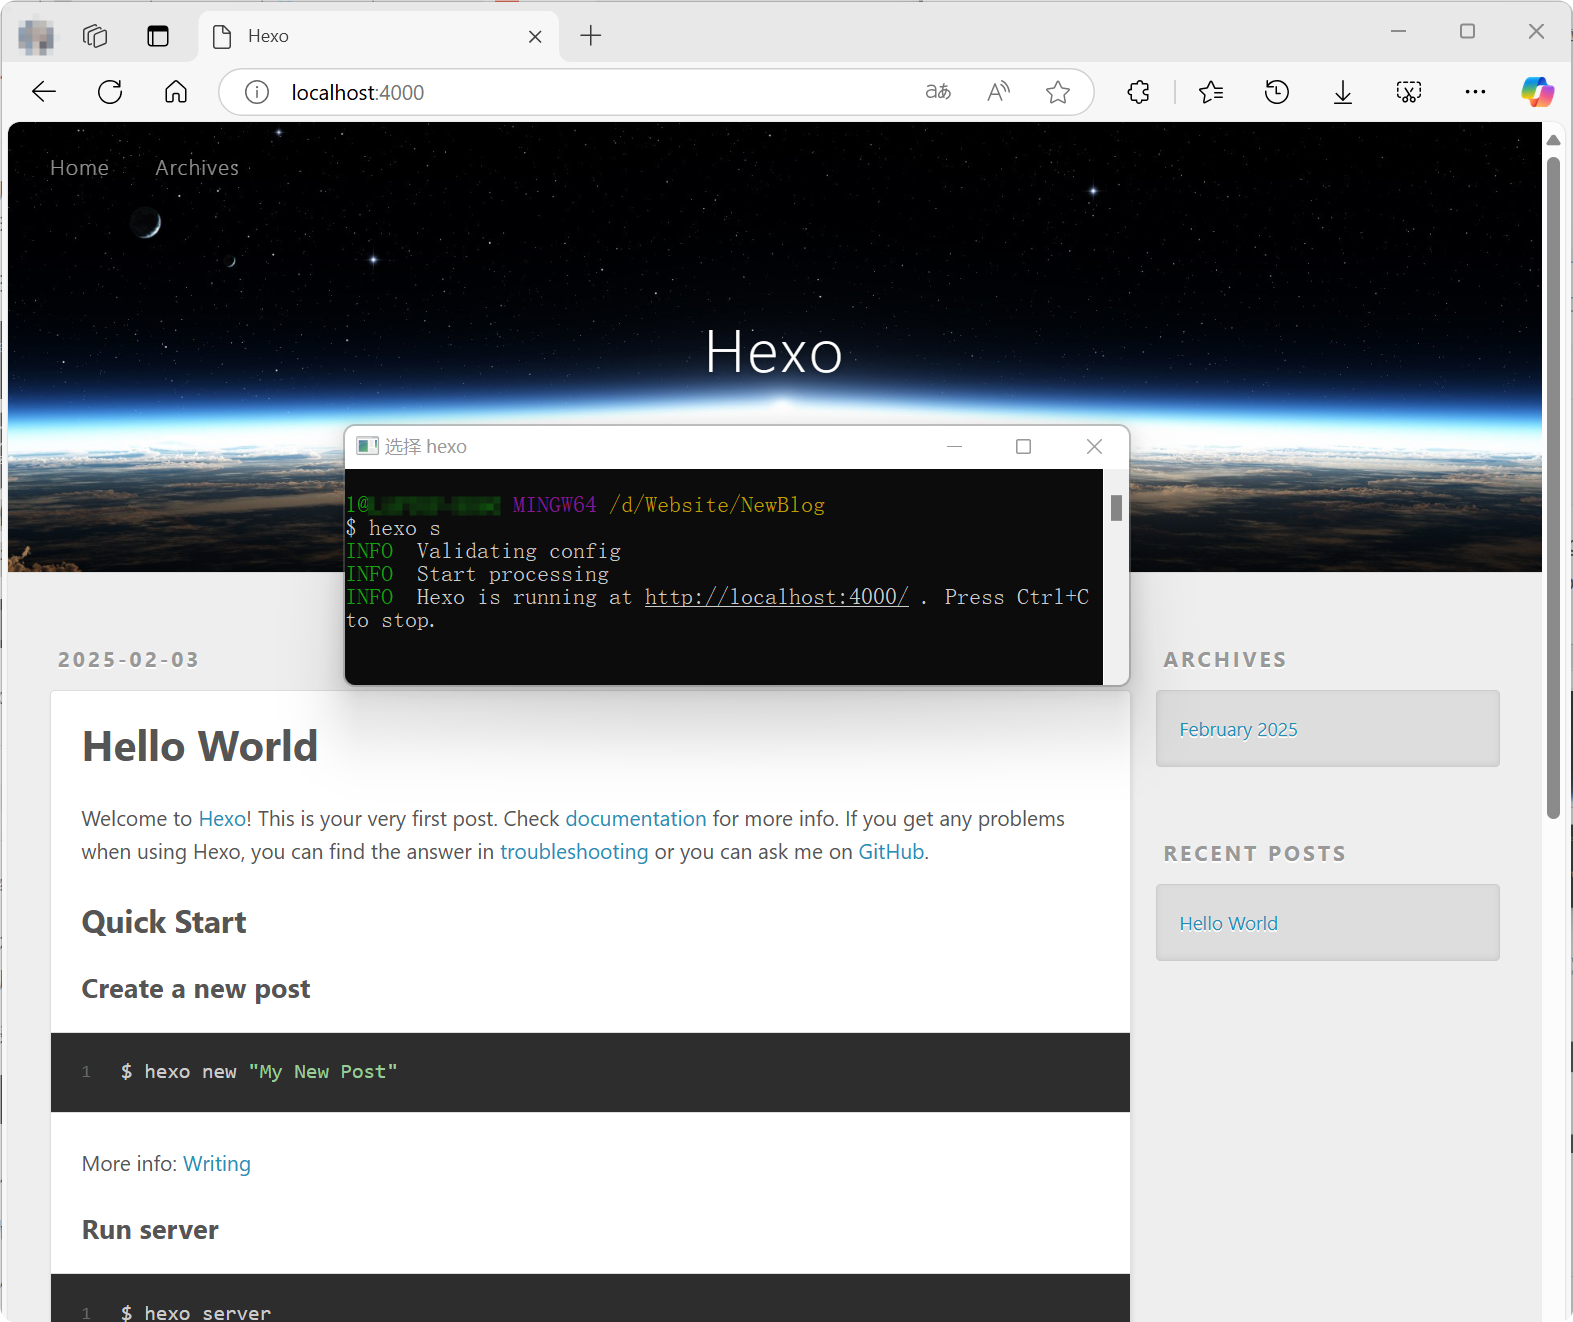 Hexo
localhost:4000
Home Archives
Hexo
选择 hexo
1@ MINGW64 /d/Website/NewBlog
$ hexo s
INFO  Validating config
INFO  Start processing
INFO  Hexo is running at http://localhost:4000/ . Press Ctrl+C
to stop.
2025-02-03
Hello World
Welcome to Hexo! This is your very first post. Check documentation for more info. If you get any problems
when using Hexo, you can find the answer in troubleshooting or you can ask me on GitHub.
Quick Start
Create a new post
1 $ hexo new "My New Post"
More info: Writing
Run server
1 $ hexo server
ARCHIVES
February 2025
RECENT POSTS
Hello World